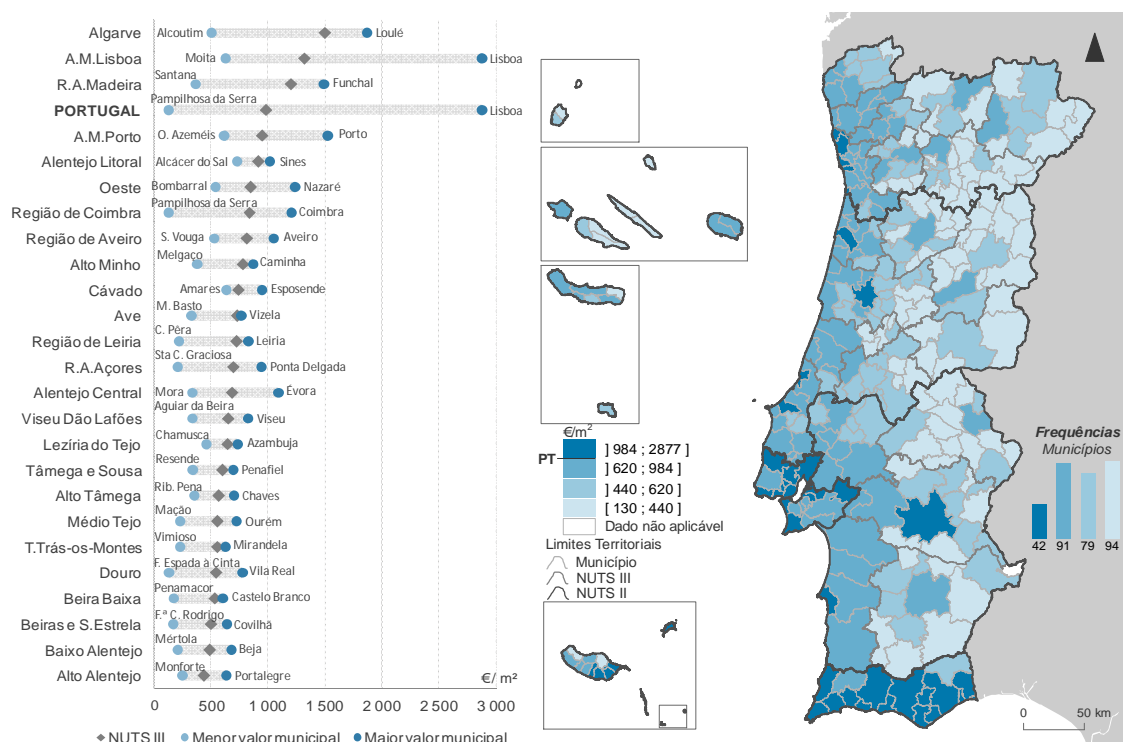 Algarve Alcoutim Loulé
A.M.Lisboa Moita Lisboa
R.A.Madeira Santana Funchal
PORTUGAL Pampilhosa da Serra Lisboa
A.M.Porto O. Azeméis Porto
Alentejo Litoral Alcácer do Sal Sines
Oeste Bombarral Nazaré
Região de Coimbra Pampilhosa da Serra Coimbra
Região de Aveiro S. Vouga Aveiro
Alto Minho Melgaço Caminha
Cávado Amares Esposende
Ave M. Basto Vizela
Região de Leiria C. Pêra Leiria
R.A.Açores Sta C. Graciosa Ponta Delgada
Alentejo Central Mora Évora
Viseu Dão Lafões Aguiar da Beira Viseu
Lezíria do Tejo Chamusca Azambuja
Tâmega e Sousa Resende Penafiel
Alto Tâmega Rib. Pena Chaves
Médio Tejo Mação Ourém
T.Trás-os-Montes Vimioso Mirandela
Douro F. Espada à Cinta Vila Real
Beira Baixa Penamacor Castelo Branco
Beiras e S.Estrela F.ª C. Rodrigo Covilhã
Baixo Alentejo Mértola Beja
Alto Alentejo Monforte Portalegre
€/ m²
0 500 1 000 1 500 2 000 2 500 3 000
NUTS III Menor valor municipal Maior valor municipal
€/m²
PT
] 984 ; 2877 ]
] 620 ; 984 ]
] 440 ; 620 ]
[ 130 ; 440 ]
Dado não aplicável
Limites Territoriais
Município
NUTS III
NUTS II
Frequências
Municípios
42 91 79 94
0 50 km